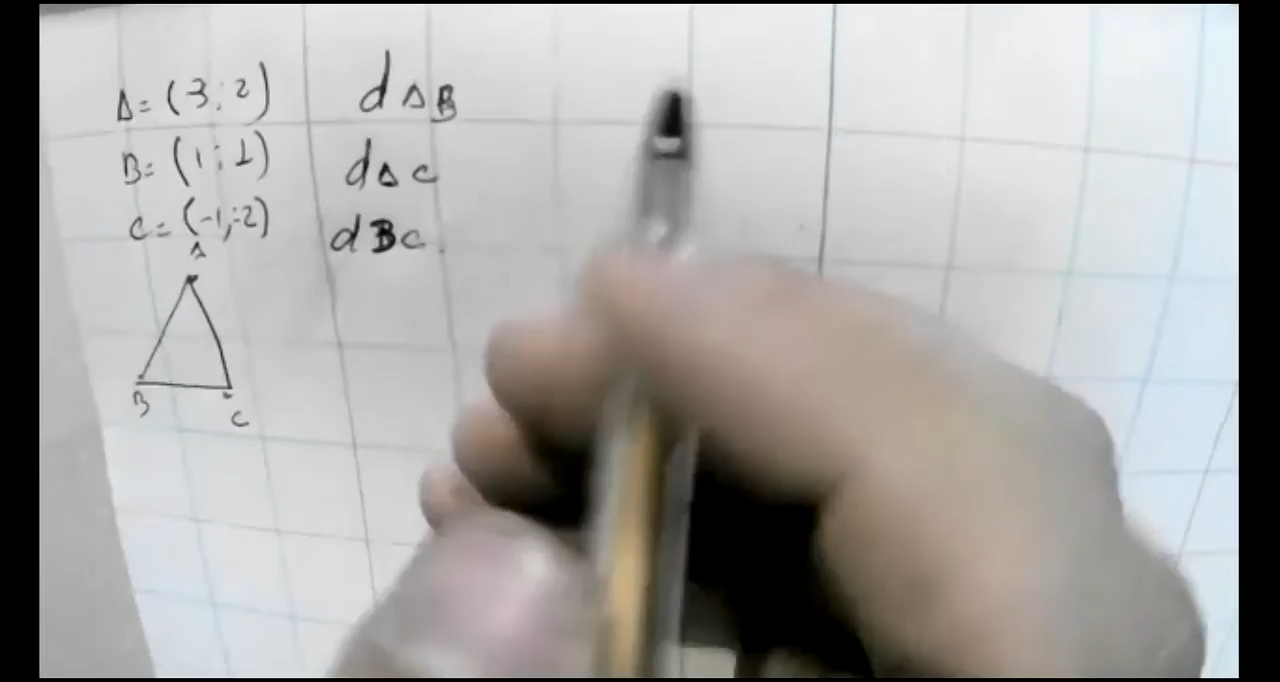 A = (3; 2) dAB
B = (1; 1) dAC
C = (-1; -2) dBC.
A
B
C